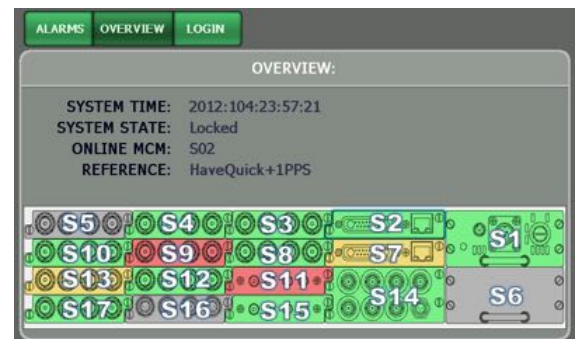 ALARMS OVERVIEW LOGIN
OVERVIEW:
SYSTEM TIME: 2012:104:23:57:21
SYSTEM STATE: Locked
ONLINE MCM: S02
REFERENCE: HaveQuick+1PPS
S5 S4 S3 S2 S1
S10 S9 S8 S7
S13 S12 S11 S14 S6
S17 S16 S15